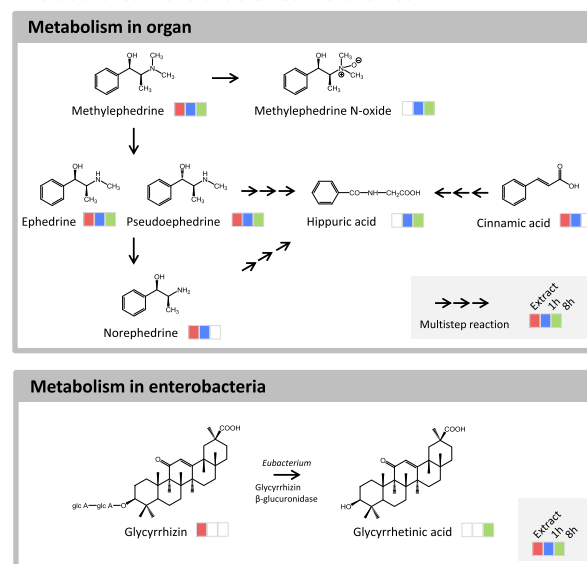 Metabolism in organ
OH
CH₃
N
CH₃
CH₃
Methylephedrine
OH
CH₃
N
O
⊖
⊕
CH₃
CH₃
Methylephedrine N-oxide
OH
H
N
CH₃
CH₃
Ephedrine
OH
H
N
CH₃
CH₃
Pseudoephedrine
CO—NH—CH₂COOH
Hippuric acid
O
OH
Cinnamic acid
OH
NH₂
CH₃
Norephedrine
Multistep reaction
Extract
1h
8h
Metabolism in enterobacteria
COOH
O
glc A—glc A—O
Glycyrrhizin
Eubacterium
Glycyrrhizin
β-glucuronidase
COOH
O
HO
Glycyrrhetinic acid
Extract
1h
8h